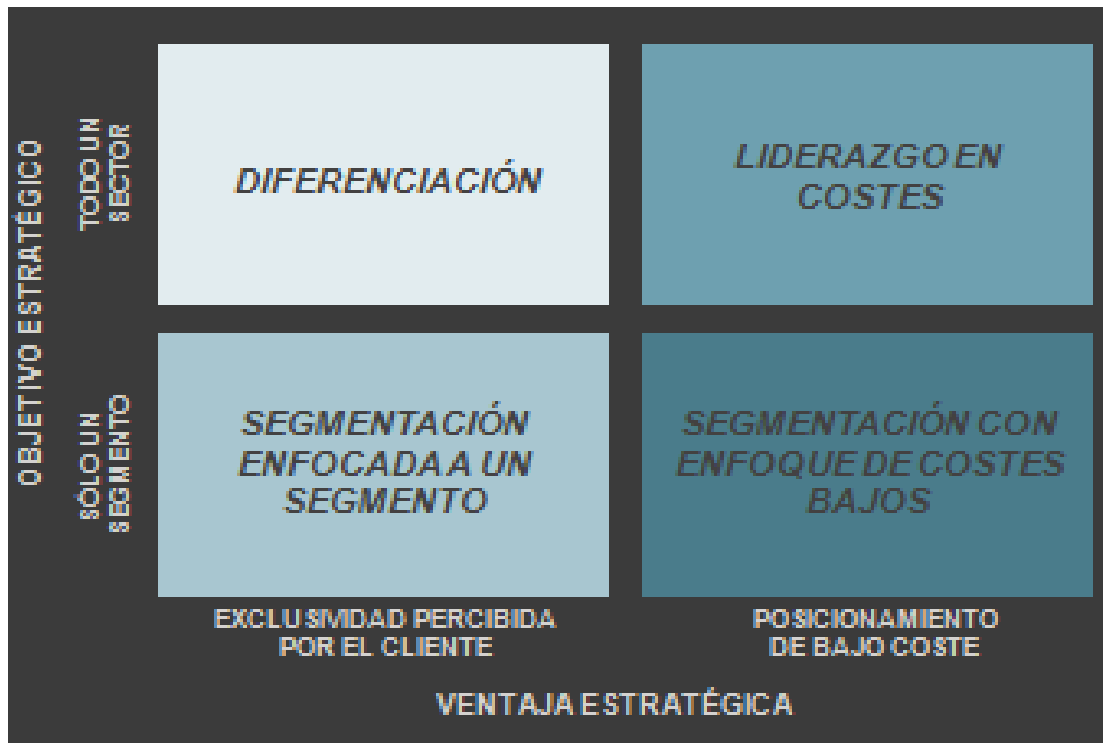 OBJETIVO ESTRATÉGICO
TODO UN
SECTOR
DIFERENCIACIÓN
LIDERAZGO EN
COSTES
SÓLO UN
SEGMENTO
SEGMENTACIÓN
ENFOCADA A UN
SEGMENTO
SEGMENTACIÓN CON
ENFOQUE DE COSTES
BAJOS
EXCLUSIVIDAD PERCIBIDA
POR EL CLIENTE
POSICIONAMIENTO
DE BAJO COSTE
VENTAJA ESTRATÉGICA